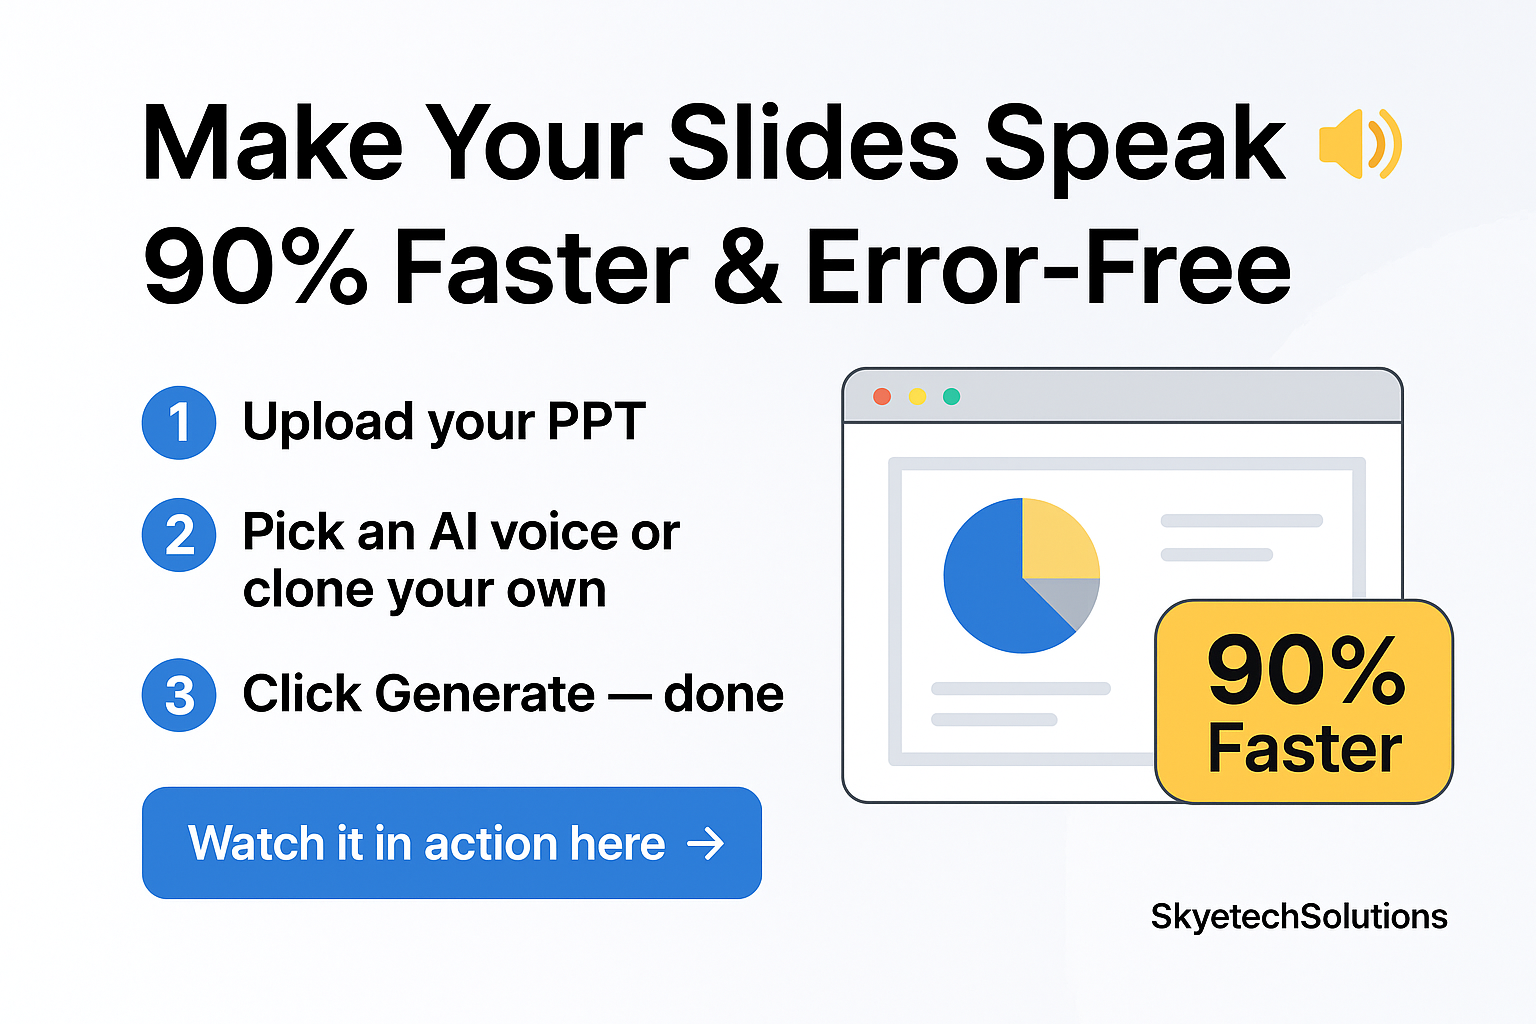 Make Your Slides Speak
90% Faster & Error-Free
1 Upload your PPT
2 Pick an AI voice or
clone your own
3 Click Generate — done
90%
Faster
Watch it in action here →
SkyetechSolutions